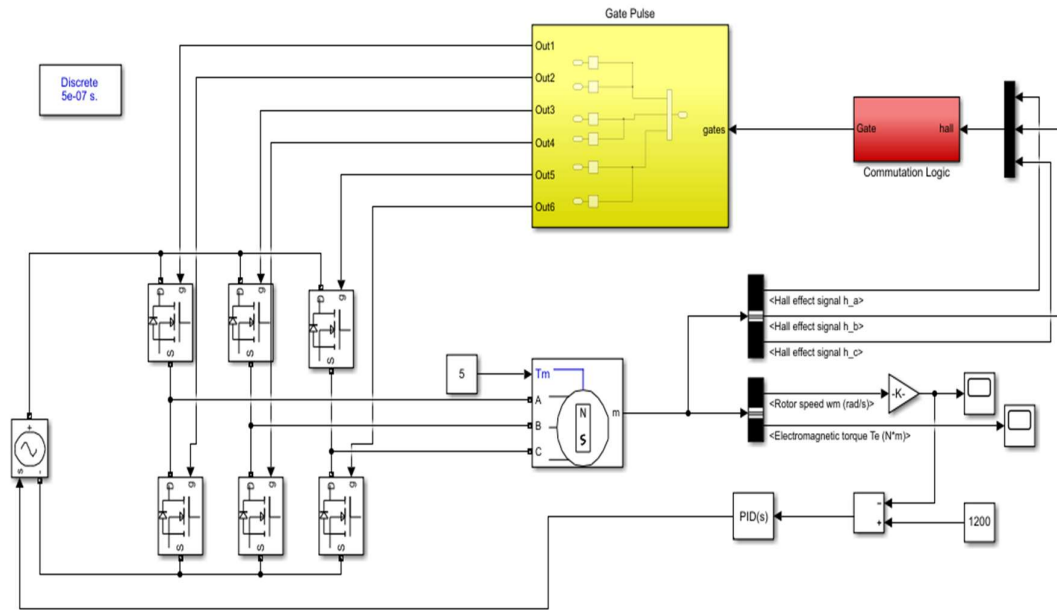 Gate Pulse
Discrete
5e-07 s.
Out1
Out2
Out3
Out4
Out5
Out6
gates
Gate
hall
Commutation Logic
g
g
g
S
S
S
<Hall effect signal h_a>
<Hall effect signal h_b>
<Hall effect signal h_c>
5
Tm
A
B
C
N
S
m
<Rotor speed wm (rad/s)>
-K-
<Electromagnetic torque Te (N*m)>
+
s
-
g
g
g
S
S
S
PID(s)
−
+
1200